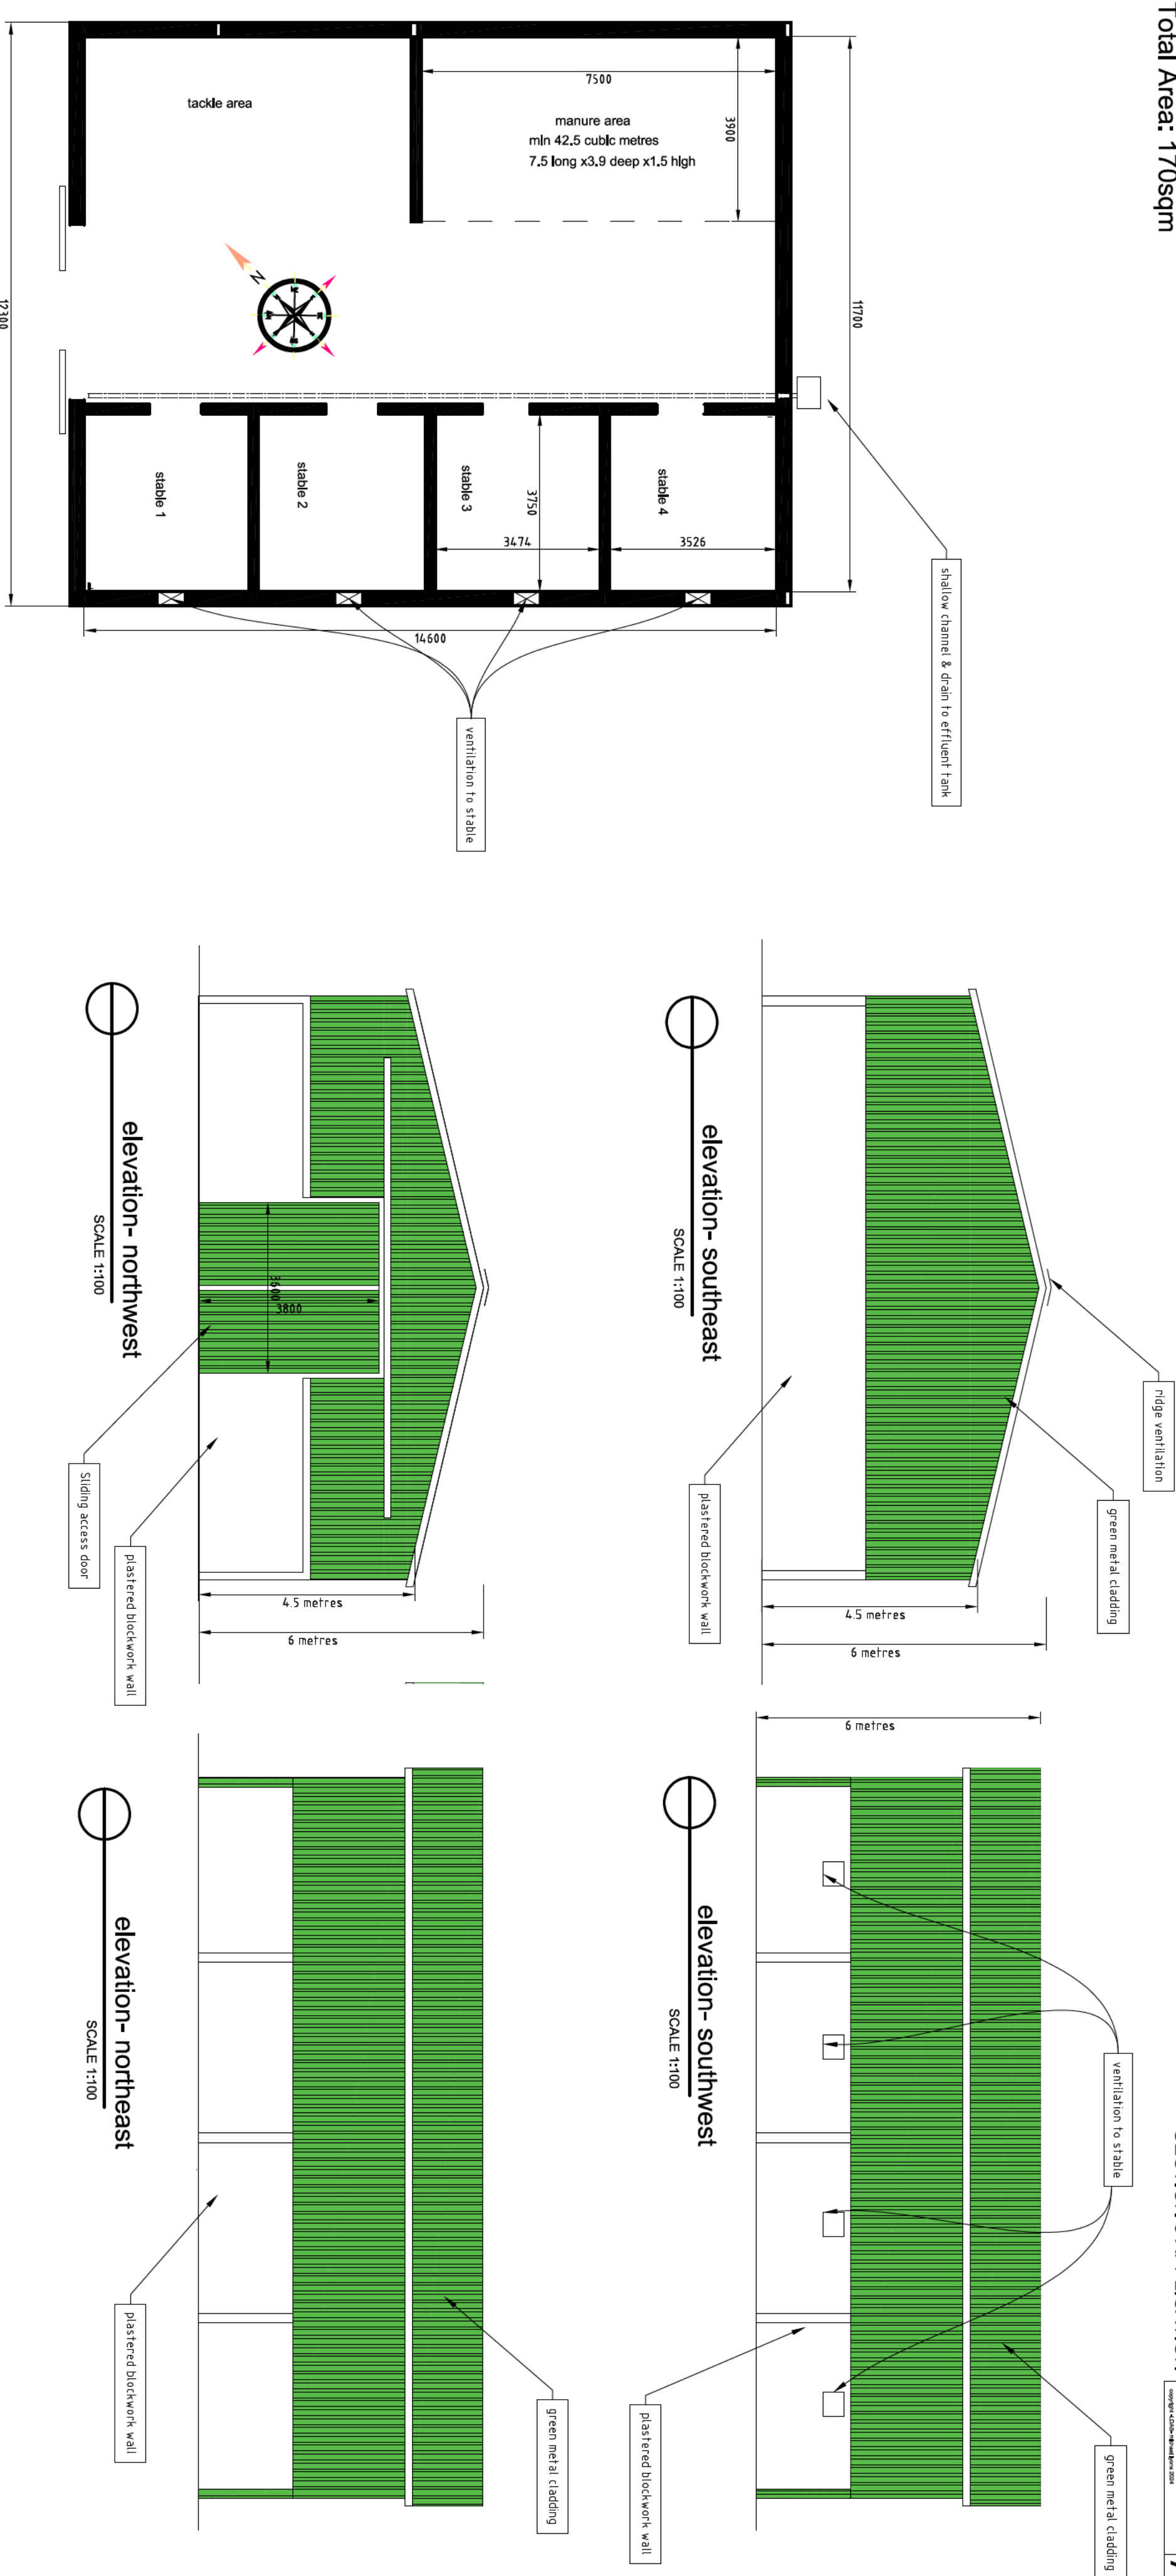 Total Area: 170sqm
11700
12300
7500
3900
tackle area
manure area
min 42.5 cubic metres
7.5 long x3.9 deep x1.5 high
N
stable 1
stable 2
stable 3
stable 4
3750
3474
3526
14600
shallow channel & drain to effluent tank
ventilation to stable
ridge ventilation
green metal cladding
plastered blockwork wall
4.5 metres
6 metres
elevation- southeast
SCALE 1:100
3600
3800
4.5 metres
6 metres
Sliding access door
plastered blockwork wall
elevation- northwest
SCALE 1:100
6 metres
ventilation to stable
green metal cladding
plastered blockwork wall
elevation- southwest
SCALE 1:100
green metal cladding
plastered blockwork wall
elevation- northeast
SCALE 1:100